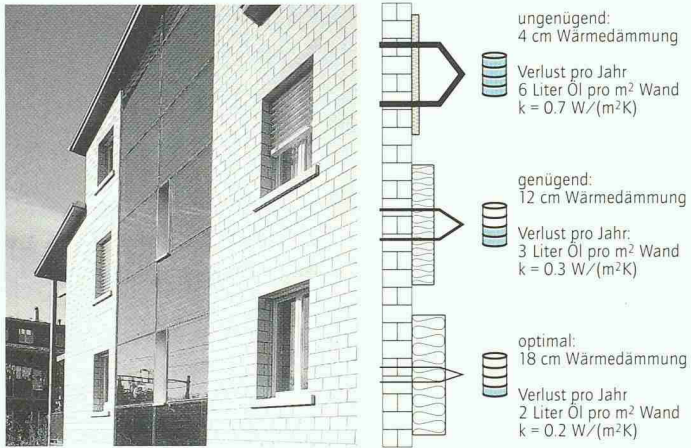 ungenügend:
4 cm Wärmedämmung
Verlust pro Jahr
6 Liter Öl pro m² Wand
k = 0.7 W/(m²K)
genügend:
12 cm Wärmedämmung
Verlust pro Jahr:
3 Liter Öl pro m² Wand
k = 0.3 W/(m²K)
optimal:
18 cm Wärmedämmung
Verlust pro Jahr
2 Liter Öl pro m² Wand
k = 0.2 W/(m²K)